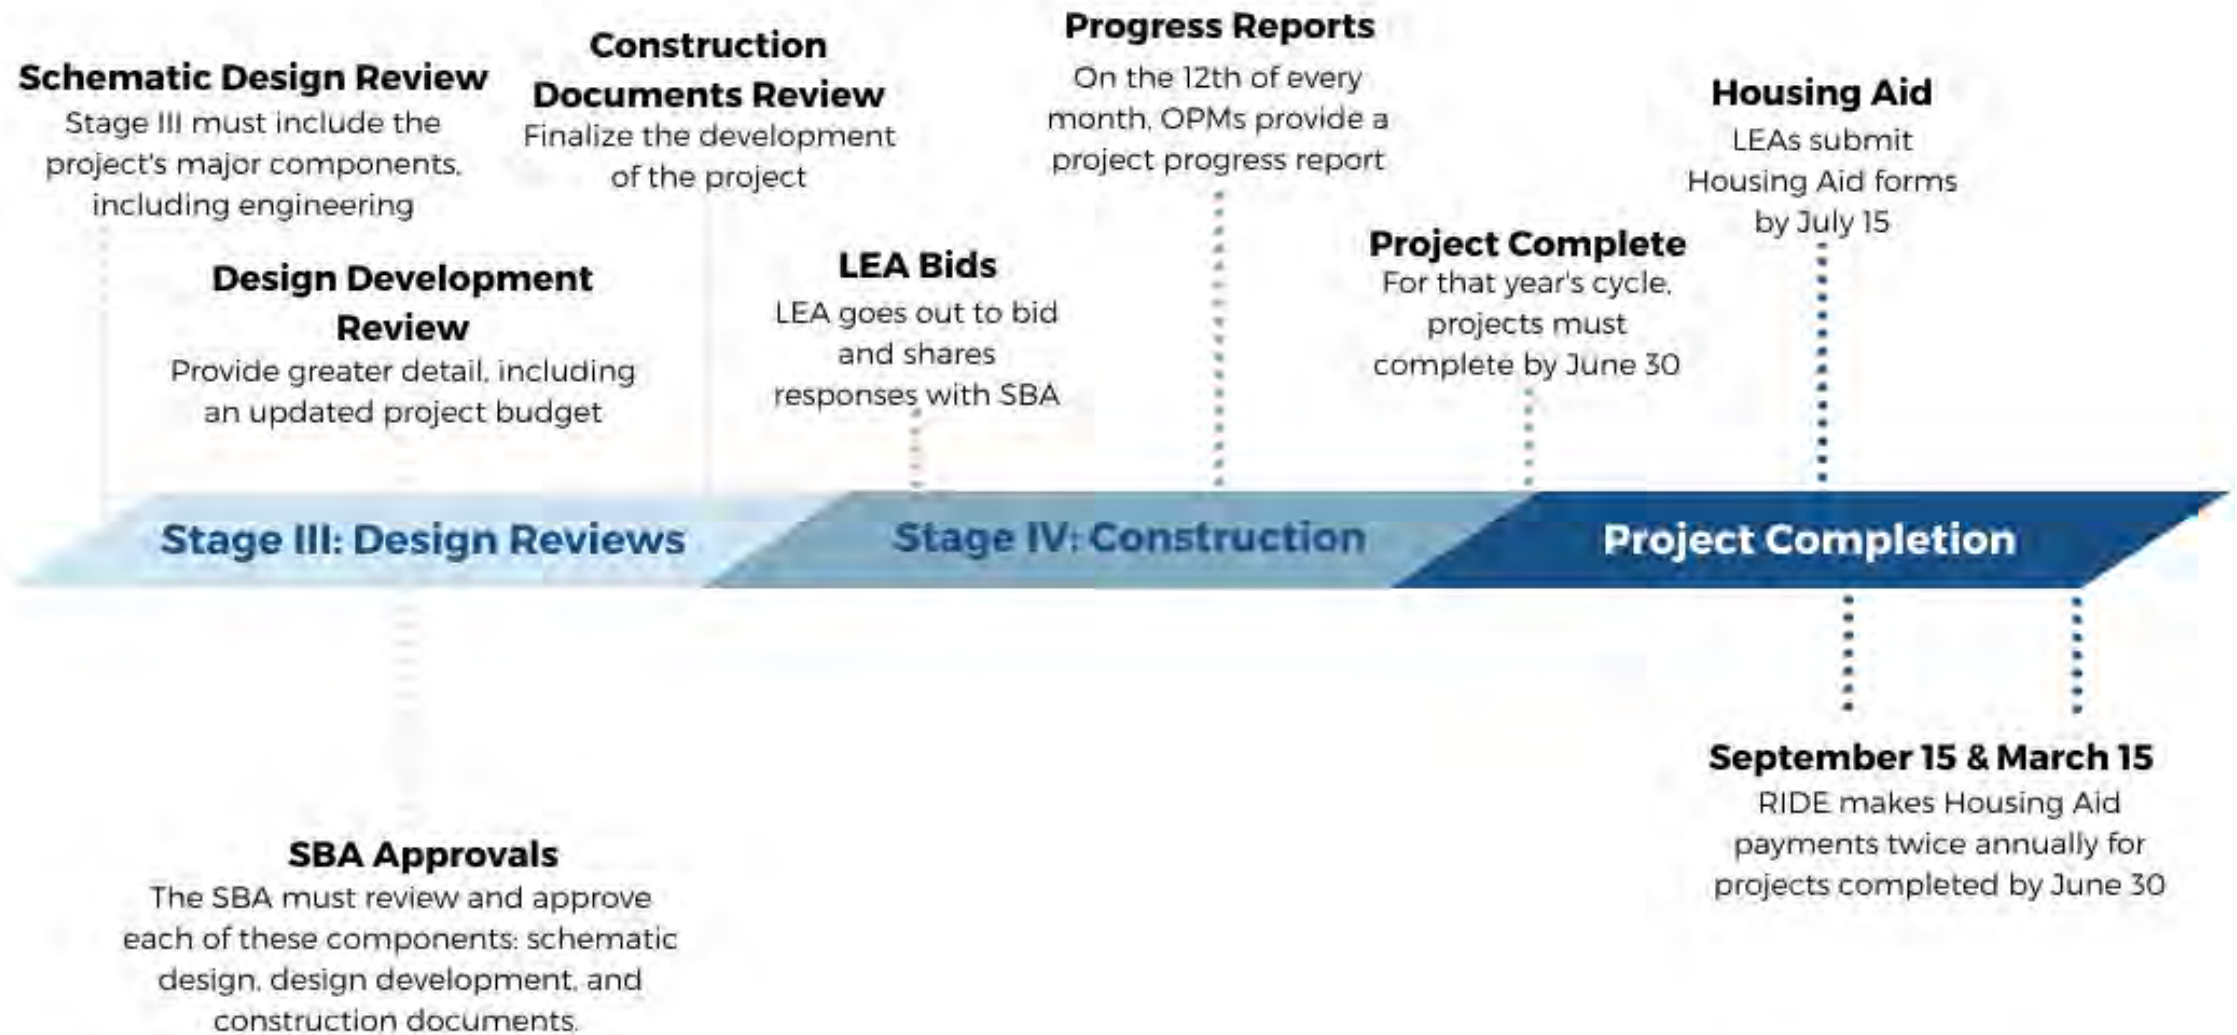 Schematic Design Review
Stage III must include the
project's major components,
including engineering
Design Development
Review
Provide greater detail, including
an updated project budget
Construction
Documents Review
Finalize the development
of the project
LEA Bids
LEA goes out to bid
and shares
responses with SBA
Progress Reports
On the 12th of every
month, OPMs provide a
project progress report
Project Complete
For that year's cycle,
projects must
complete by June 30
Housing Aid
LEAs submit
Housing Aid forms
by July 15
Stage III: Design Reviews
Stage IV: Construction
Project Completion
SBA Approvals
The SBA must review and approve
each of these components: schematic
design, design development, and
construction documents.
September 15 & March 15
RIDE makes Housing Aid
payments twice annually for
projects completed by June 30